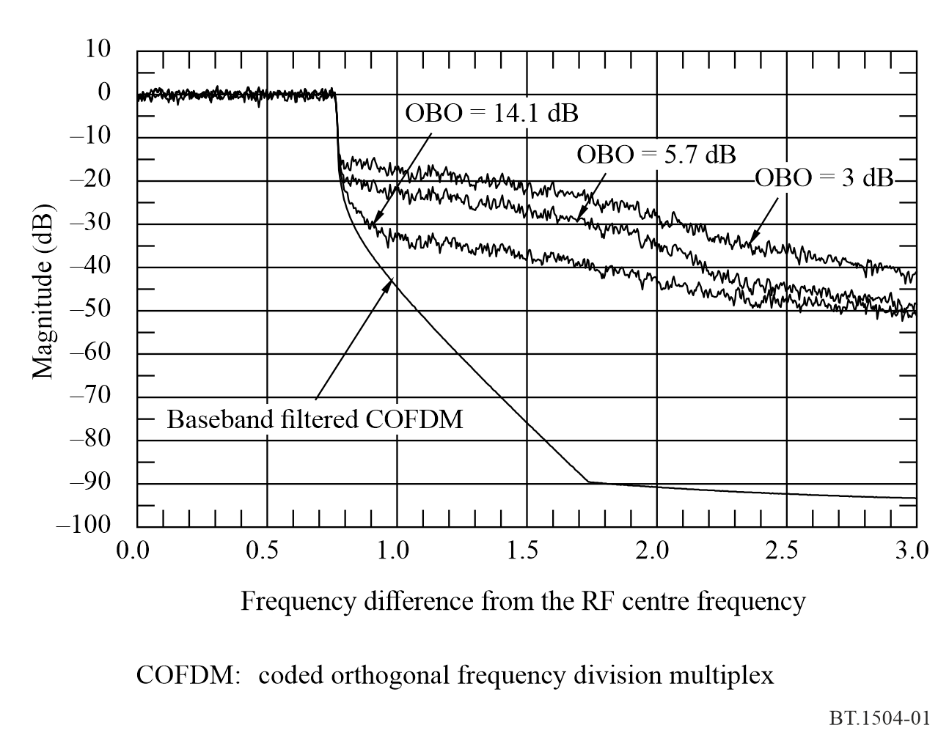 10
0
–10
–20
–30
–40
–50
–60
–70
–80
–90
–100
Magnitude (dB)
OBO = 14.1 dB
OBO = 5.7 dB
OBO = 3 dB
Baseband filtered COFDM
0.0 0.5 1.0 1.5 2.0 2.5 3.0
Frequency difference from the RF centre frequency
COFDM: coded orthogonal frequency division multiplex
BT.1504-01